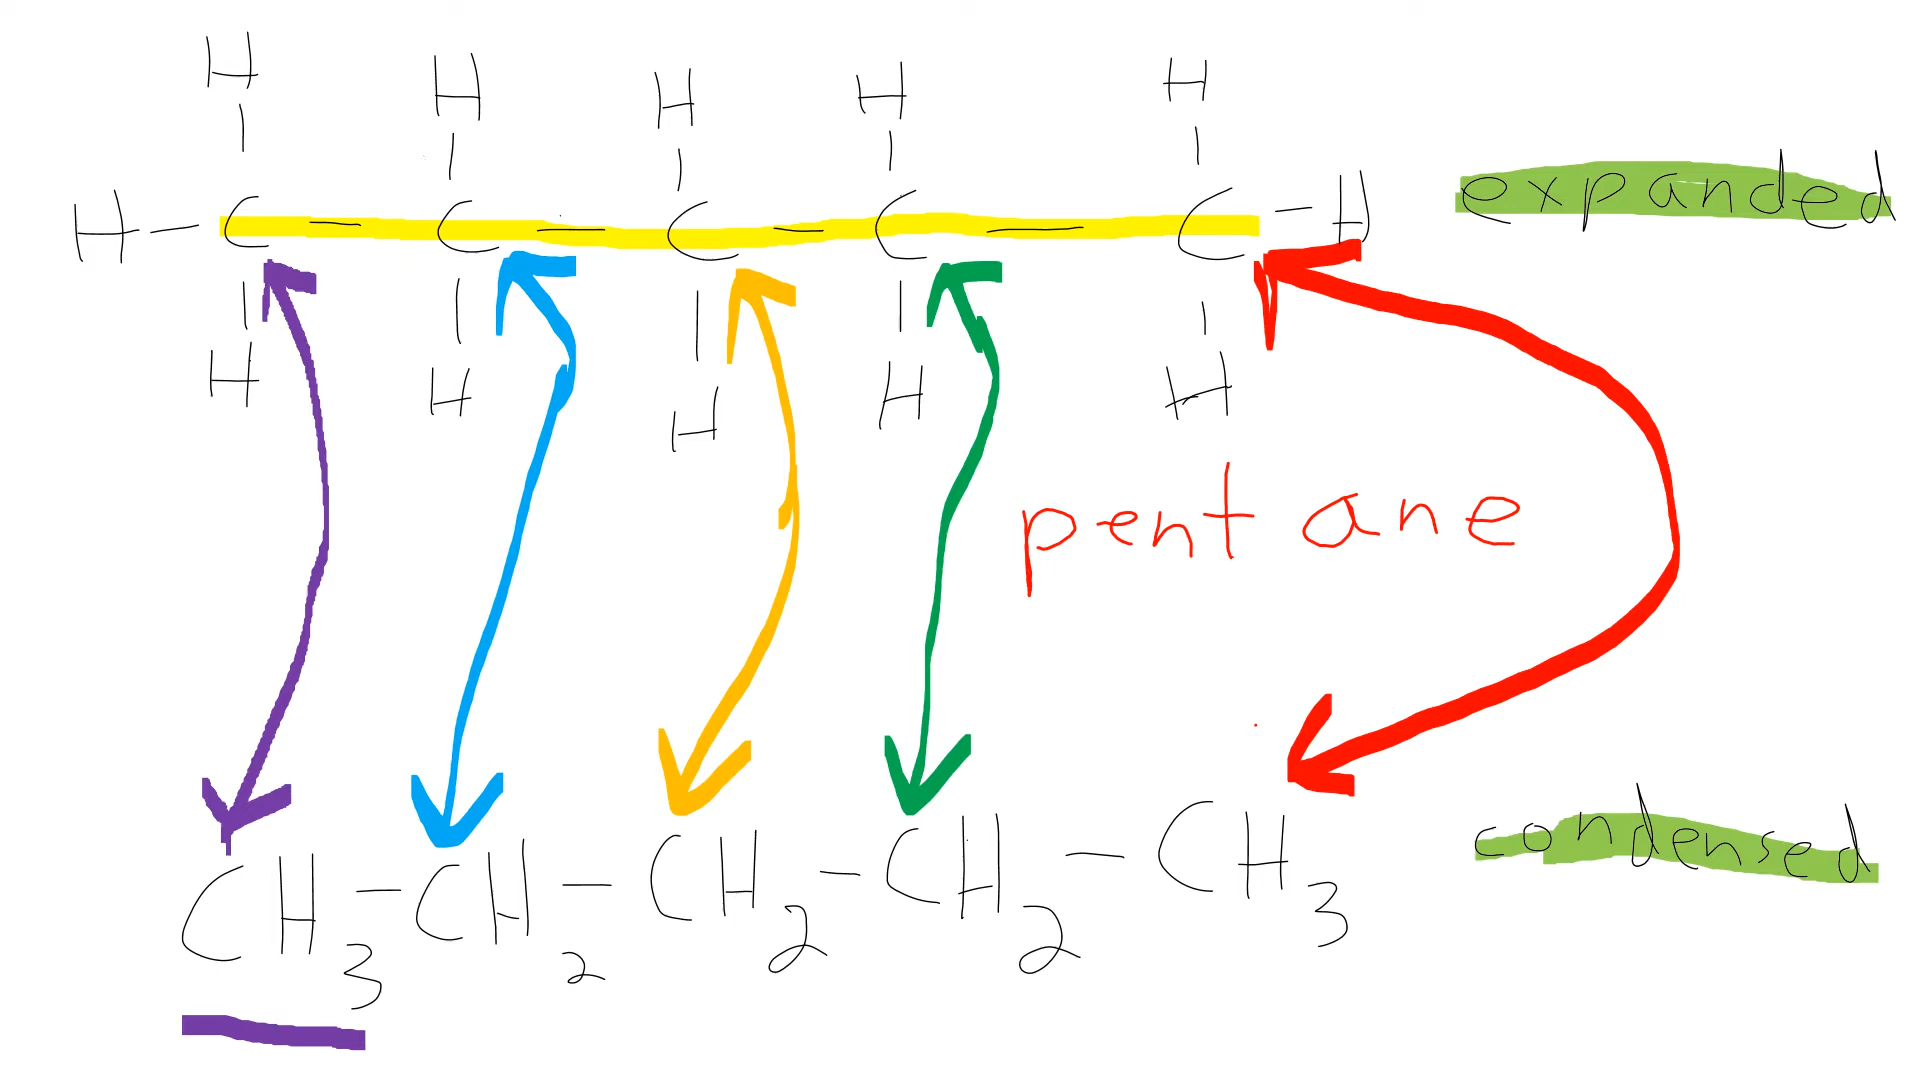 H H H H H
H – C – C – C – C – C – H expanded
H H H H H
pentane
CH3 – CH2 – CH2 – CH2 – CH3 condensed